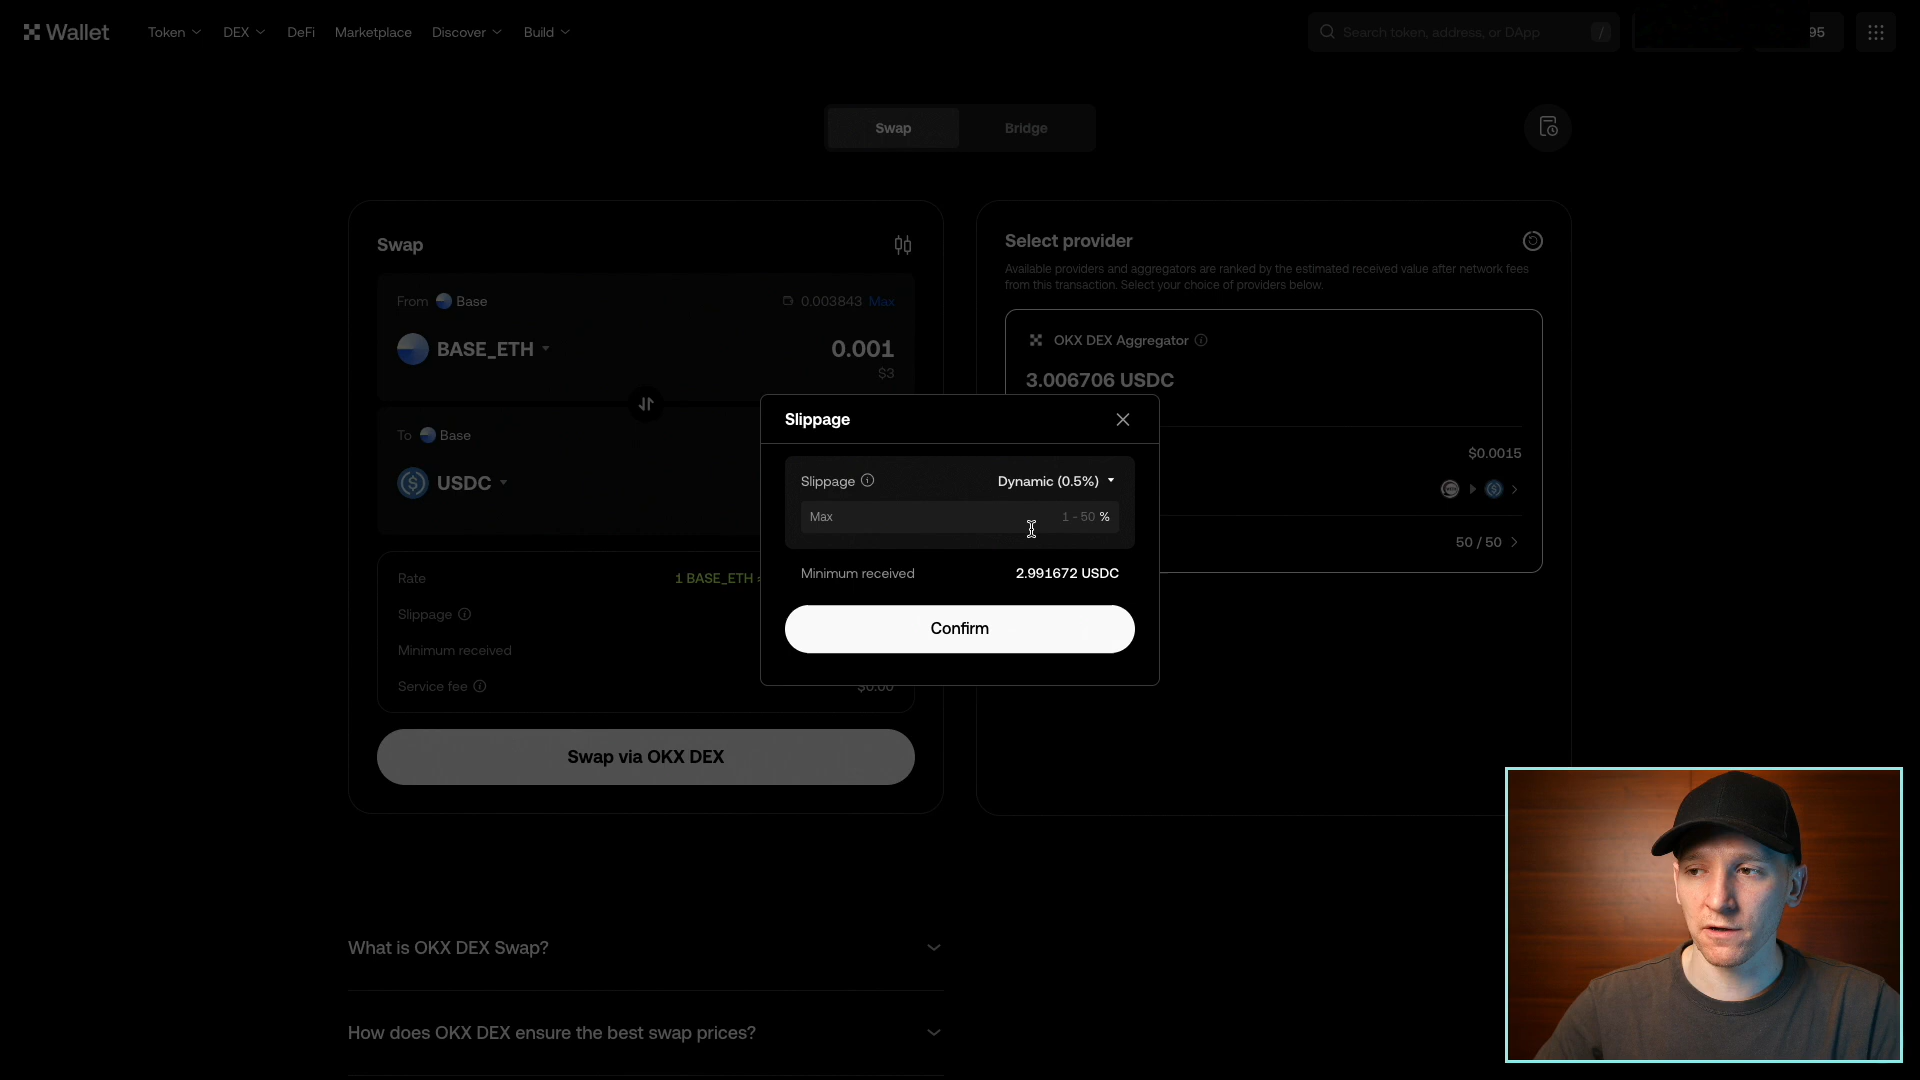 Wallet
Token
DEX
DeFi
Marketplace
Discover
Build
Search token, address, or DApp
/
95
Swap
Bridge
Swap
From Base
0.003843 Max
BASE_ETH
0.001
$3
To Base
USDC
Rate
1 BASE_ETH ≈
Slippage
Minimum received
Service fee
$0.00
Swap via OKX DEX
Select provider
Available providers and aggregators are ranked by the estimated received value after network fees
from this transaction. Select your choice of providers below.
OKX DEX Aggregator
3.006706 USDC
$0.0015
50 / 50
Slippage
Slippage
Dynamic (0.5%)
Max
1 - 50 %
Minimum received
2.991672 USDC
Confirm
What is OKX DEX Swap?
How does OKX DEX ensure the best swap prices?